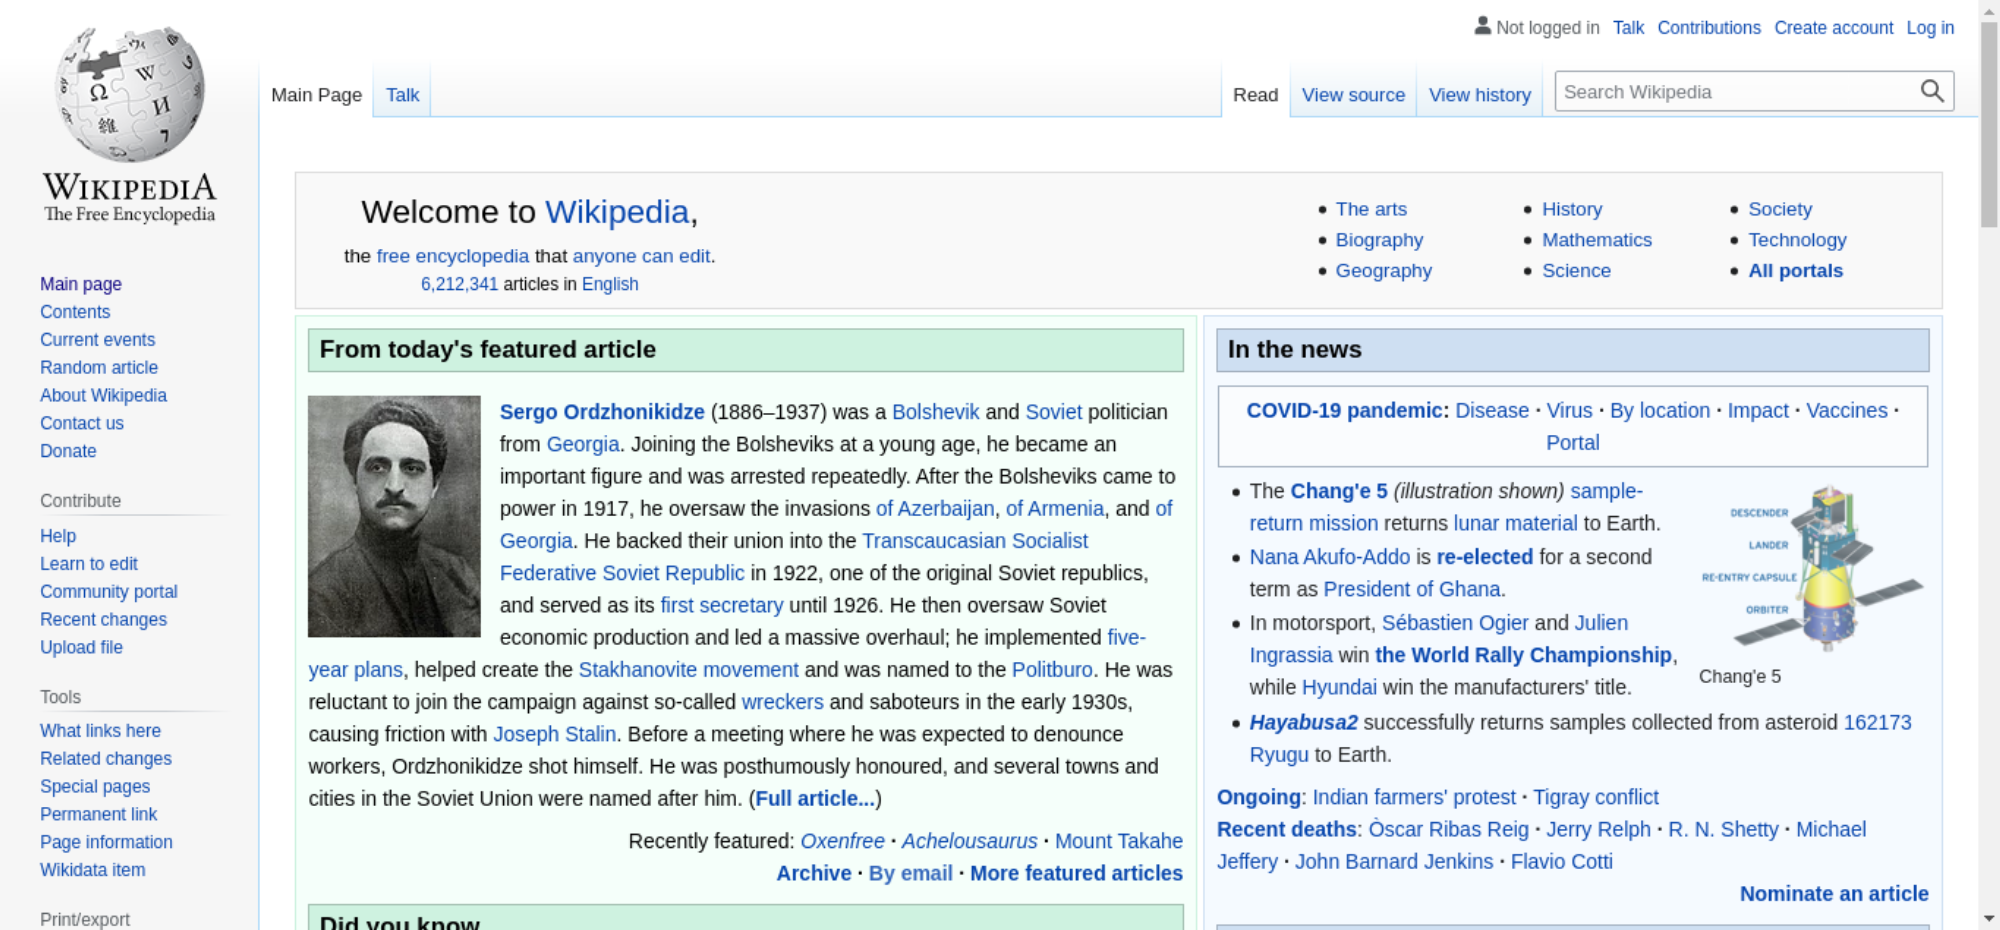 Not logged in Talk Contributions Create account Log in
Main Page Talk Read View source View history Search Wikipedia
WIKIPEDIA
The Free Encyclopedia
Main page
Contents
Current events
Random article
About Wikipedia
Contact us
Donate
Contribute
Help
Learn to edit
Community portal
Recent changes
Upload file
Tools
What links here
Related changes
Special pages
Permanent link
Page information
Wikidata item
Print/export
Welcome to Wikipedia,
the free encyclopedia that anyone can edit.
6,212,341 articles in English
The arts
Biography
Geography
History
Mathematics
Science
Society
Technology
All portals
From today's featured article
Sergo Ordzhonikidze (1886–1937) was a Bolshevik and Soviet politician
from Georgia. Joining the Bolsheviks at a young age, he became an
important figure and was arrested repeatedly. After the Bolsheviks came to
power in 1917, he oversaw the invasions of Azerbaijan, of Armenia, and of
Georgia. He backed their union into the Transcaucasian Socialist
Federative Soviet Republic in 1922, one of the original Soviet republics,
and served as its first secretary until 1926. He then oversaw Soviet
economic production and led a massive overhaul; he implemented five-
year plans, helped create the Stakhanovite movement and was named to the Politburo. He was
reluctant to join the campaign against so-called wreckers and saboteurs in the early 1930s,
causing friction with Joseph Stalin. Before a meeting where he was expected to denounce
workers, Ordzhonikidze shot himself. He was posthumously honoured, and several towns and
cities in the Soviet Union were named after him. (Full article...)
Recently featured: Oxenfree · Achelousaurus · Mount Takahe
Archive · By email · More featured articles
Did you know
In the news
COVID-19 pandemic: Disease · Virus · By location · Impact · Vaccines ·
Portal
The Chang'e 5 (illustration shown) sample-
return mission returns lunar material to Earth.
Nana Akufo-Addo is re-elected for a second
term as President of Ghana.
In motorsport, Sébastien Ogier and Julien
Ingrassia win the World Rally Championship,
while Hyundai win the manufacturers' title.
Hayabusa2 successfully returns samples collected from asteroid 162173
Ryugu to Earth.
DESCENDER
LANDER
RE-ENTRY CAPSULE
ORBITER
Chang'e 5
Ongoing: Indian farmers' protest · Tigray conflict
Recent deaths: Òscar Ribas Reig · Jerry Relph · R. N. Shetty · Michael
Jeffery · John Barnard Jenkins · Flavio Cotti
Nominate an article